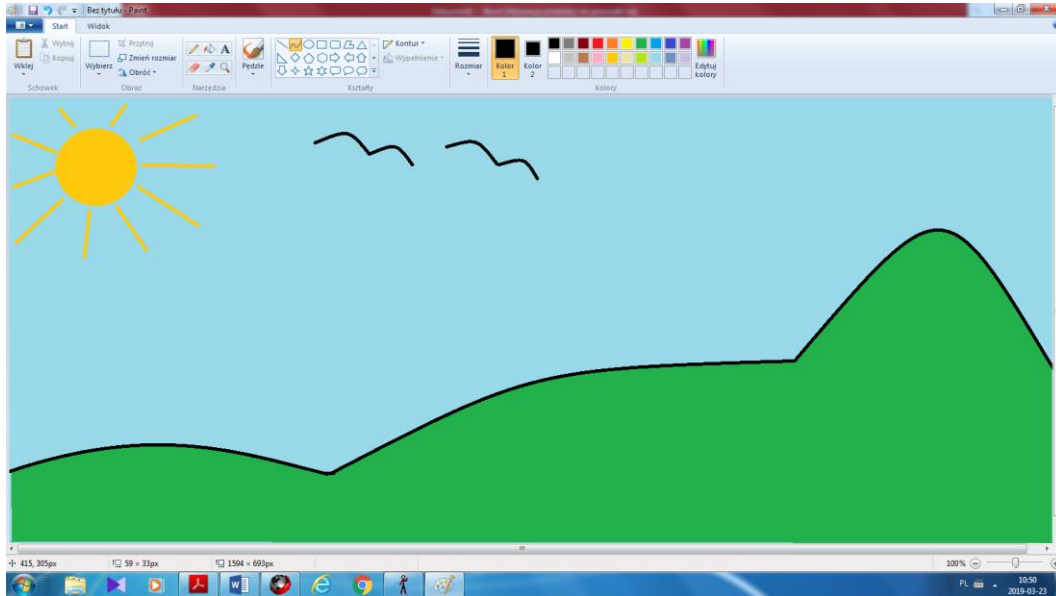 Bez tytułu - Paint
Start Widok
Wklej
Wytnij
Kopiuj
Schowek
Wybierz
Przytnij
Zmień rozmiar
Obróć
Obraz
Narzędzia
Pędzle
Kształty
Kontur
Wypełnienie
Rozmiar
Kolor
1
Kolor
2
Edytuj
kolory
Kolory
415, 305px
59 × 33px
1594 × 693px
100%
PL
10:50
2019-03-23